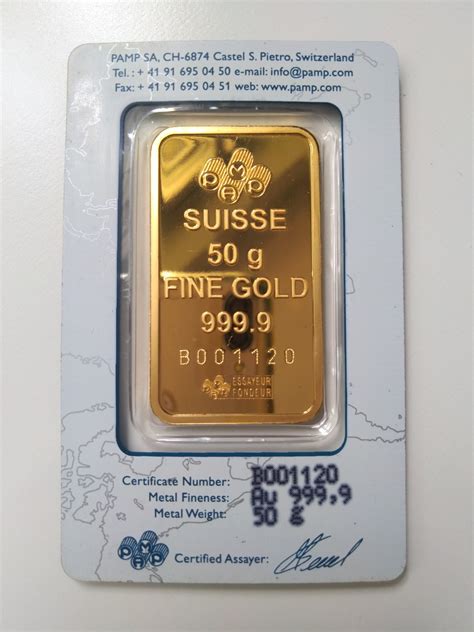 PAMP SA, CH-6874 Castel S. Pietro, Switzerland
Tel.: + 41 91 695 04 50 e-mail: info@pamp.com
Fax: + 41 91 695 04 51 web: www.pamp.com
PAMP
SUISSE
50 g
FINE GOLD
999.9
B001120
PAMP ESSAYEUR
FONDEUR
Certificate Number: B001120
Metal Fineness: Au 999,9
Metal Weight: 50 g
PAMP
Certified Assayer: